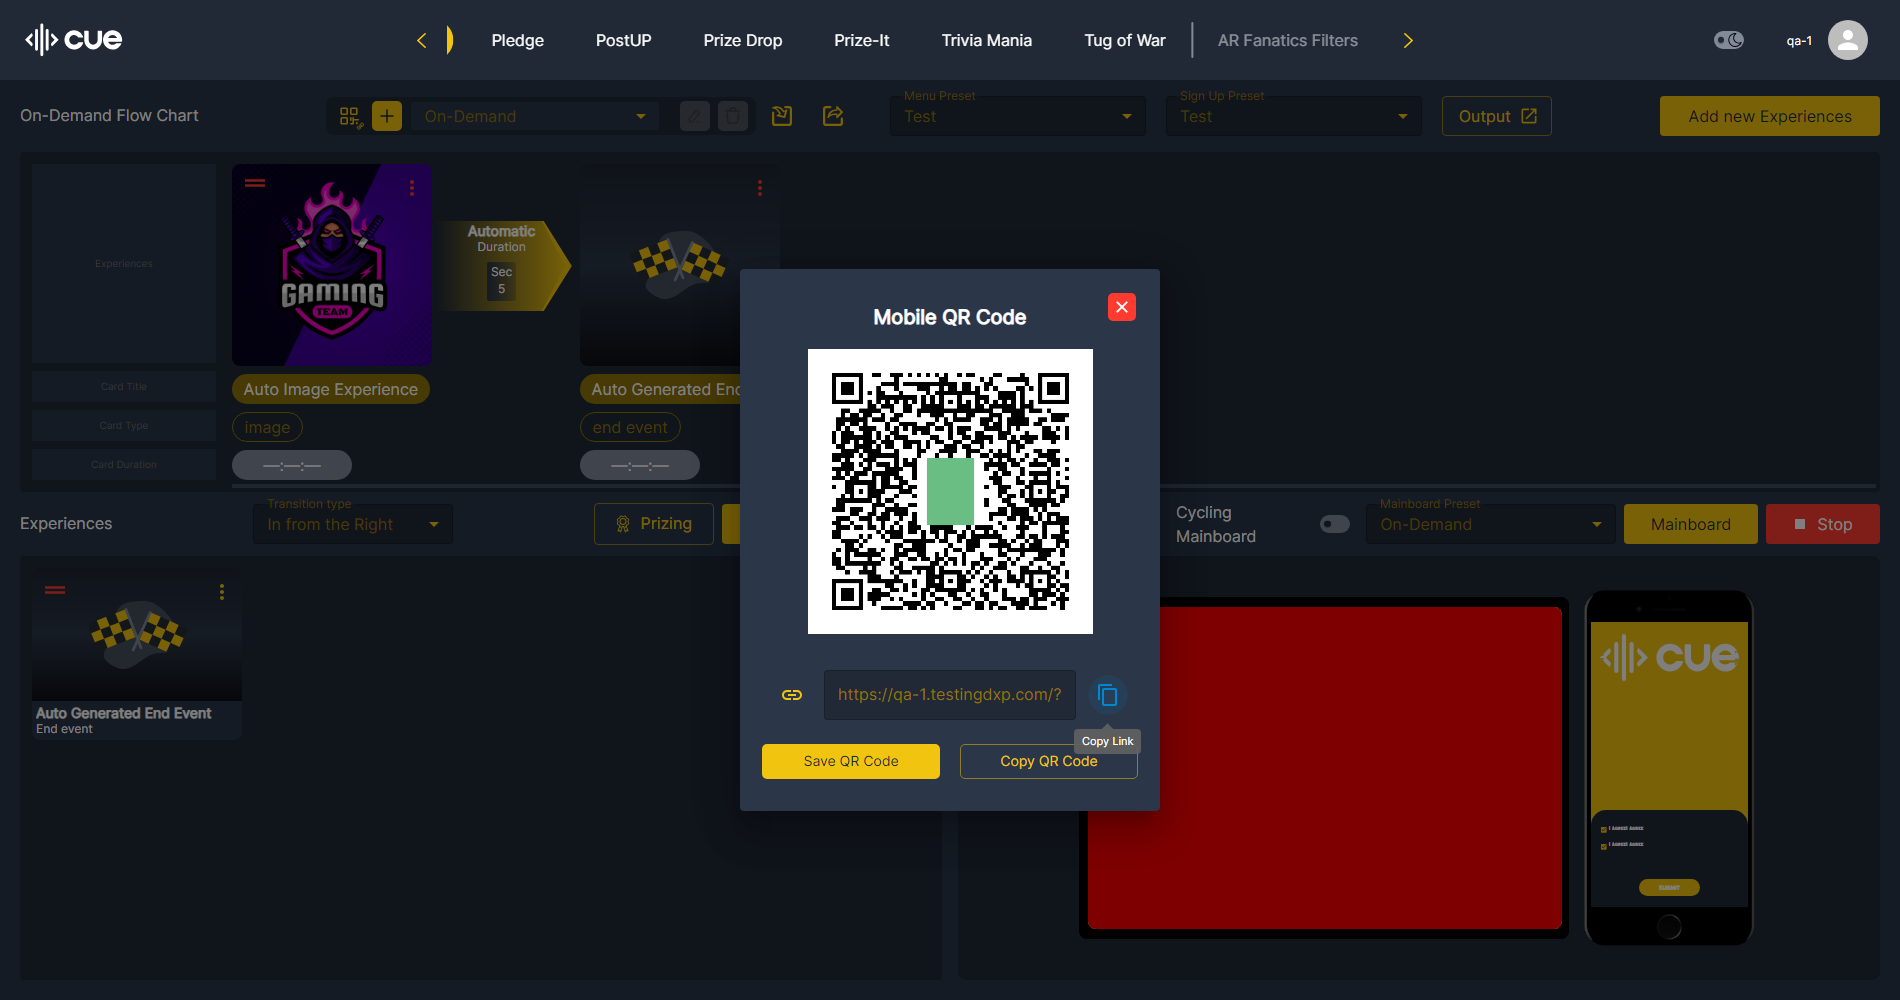 cue
Pledge
PostUP
Prize Drop
Prize-It
Trivia Mania
Tug of War
AR Fanatics Filters
qa-1
On-Demand Flow Chart
On-Demand
Menu Preset
Test
Sign Up Preset
Test
Output
Add new Experiences
Experiences
Card Title
Card Type
Card Duration
GAMING
TEAM
Auto Image Experience
image
—:—:—
Automatic
Duration
Sec
5
Auto Generated End
end event
—:—:—
Experiences
Transition type
In from the Right
Prizing
Cycling
Mainboard
Mainboard Preset
On-Demand
Mainboard
Stop
Auto Generated End Event
End event
Mobile QR Code
https://qa-1.testingdxp.com/?
Copy Link
Save QR Code
Copy QR Code
cue
SUBMIT